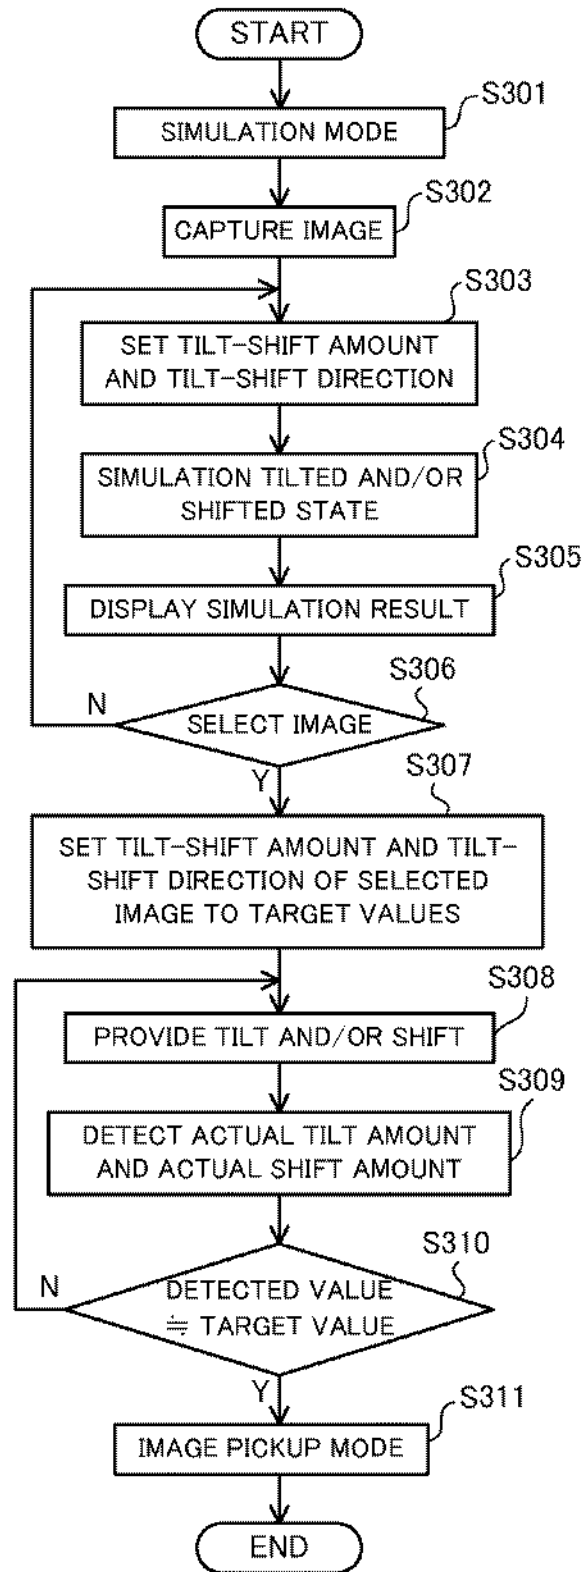 START
S301
SIMULATION MODE
S302
CAPTURE IMAGE
S303
SET TILT-SHIFT AMOUNT
AND TILT-SHIFT DIRECTION
S304
SIMULATION TILTED AND/OR
SHIFTED STATE
S305
DISPLAY SIMULATION RESULT
S306
N
SELECT IMAGE
Y
S307
SET TILT-SHIFT AMOUNT AND TILT-
SHIFT DIRECTION OF SELECTED
IMAGE TO TARGET VALUES
S308
PROVIDE TILT AND/OR SHIFT
S309
DETECT ACTUAL TILT AMOUNT
AND ACTUAL SHIFT AMOUNT
S310
N
DETECTED VALUE
≒ TARGET VALUE
Y
S311
IMAGE PICKUP MODE
END